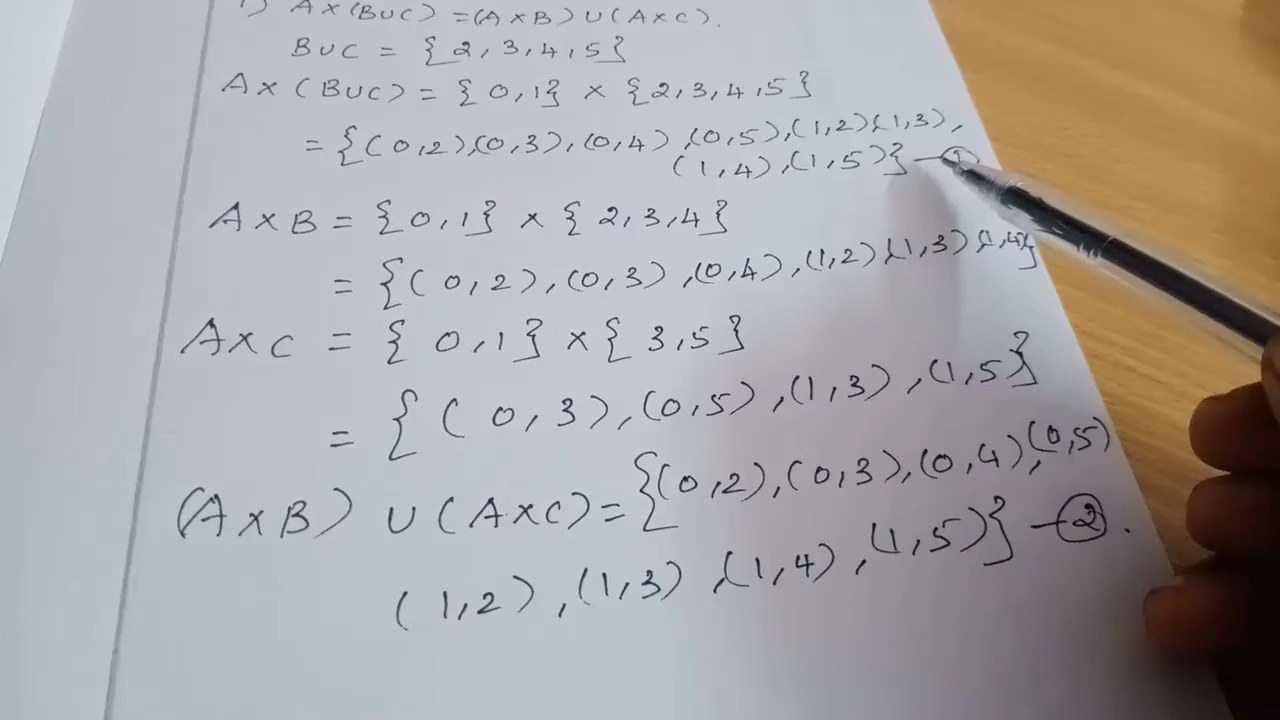 1) A×(B∪C) =(A×B) ∪ (A×C).
B∪C = {2,3,4,5}
A×(B∪C) = {0,1} × {2,3,4,5}
= {(0,2),(0,3),(0,4),(0,5),(1,2),(1,3),
(1,4),(1,5)} —①
A×B = {0,1} × {2,3,4}
= {(0,2),(0,3),(0,4),(1,2),(1,3),(1,4)}
A×C = {0,1} × {3,5}
= {(0,3),(0,5),(1,3),(1,5)}
(A×B) ∪ (A×C) = {(0,2),(0,3),(0,4),(0,5)
(1,2),(1,3),(1,4),(1,5)} —②.